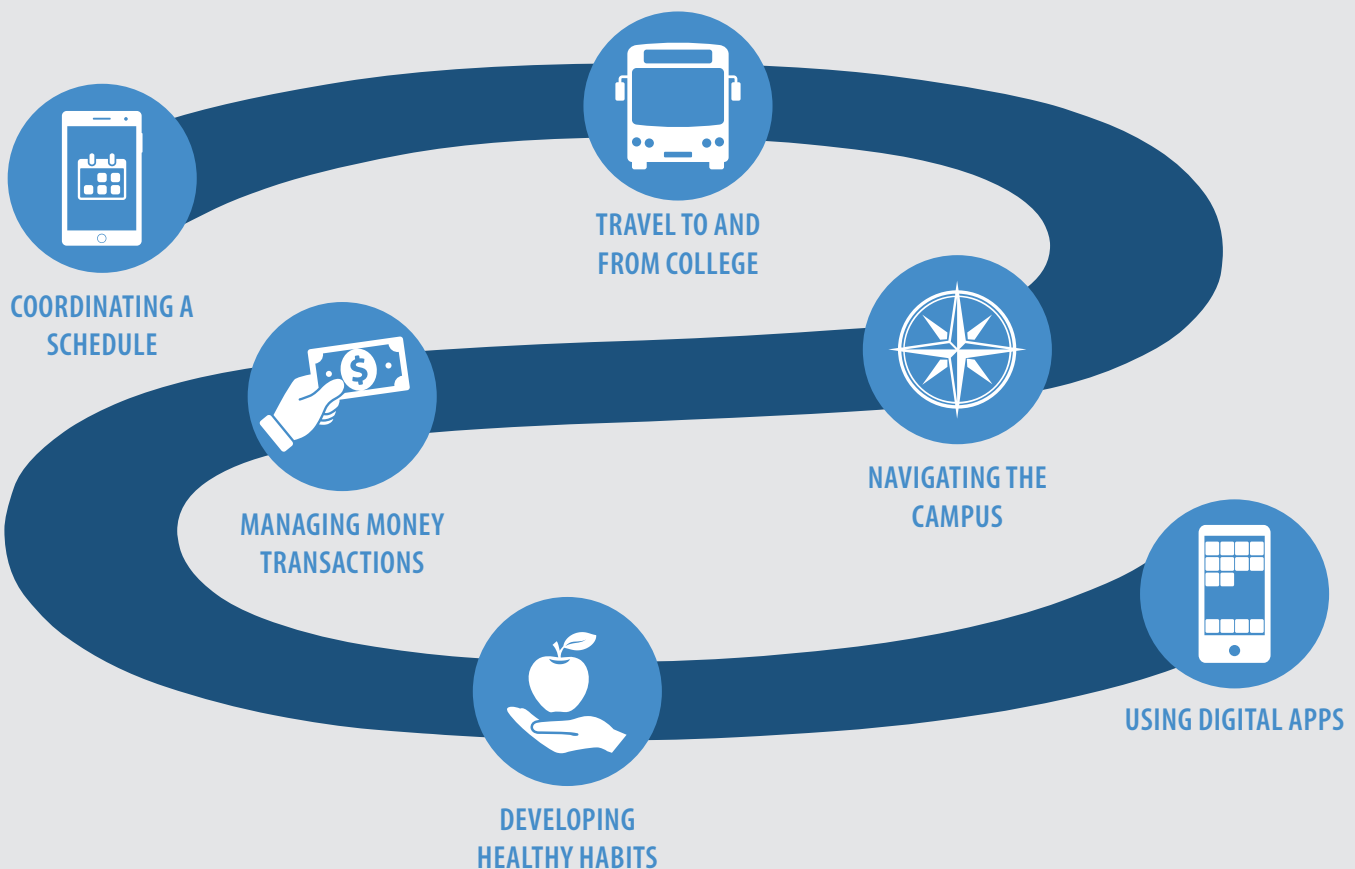 COORDINATING A
SCHEDULE
TRAVEL TO AND
FROM COLLEGE
NAVIGATING THE
CAMPUS
$
MANAGING MONEY
TRANSACTIONS
DEVELOPING
HEALTHY HABITS
USING DIGITAL APPS